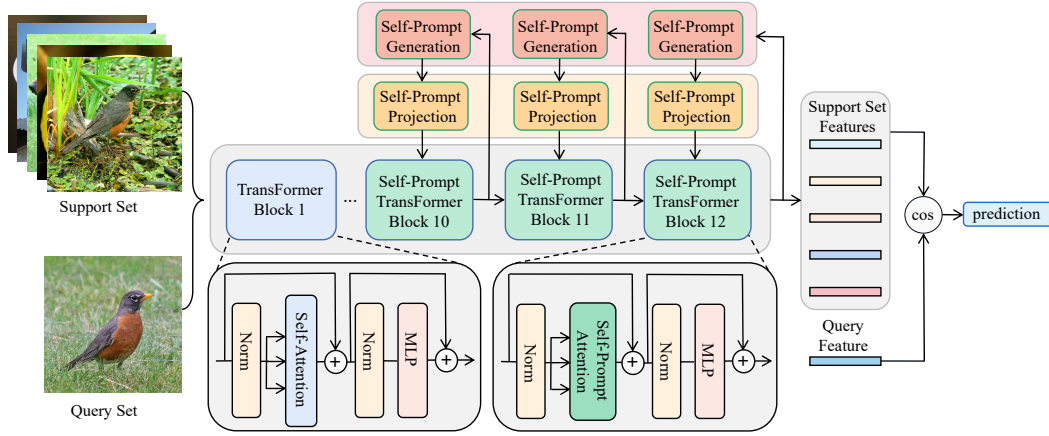 Self-Prompt
Generation
Self-Prompt
Generation
Self-Prompt
Generation
Self-Prompt
Projection
Self-Prompt
Projection
Self-Prompt
Projection
Support Set
TransFormer
Block 1
...
Self-Prompt
TransFormer
Block 10
Self-Prompt
TransFormer
Block 11
Self-Prompt
TransFormer
Block 12
Support Set
Features
cos
prediction
Query
Feature
Query Set
Norm
Self-Attention
+
Norm
MLP
+
Norm
Self-Prompt
Attention
+
Norm
MLP
+